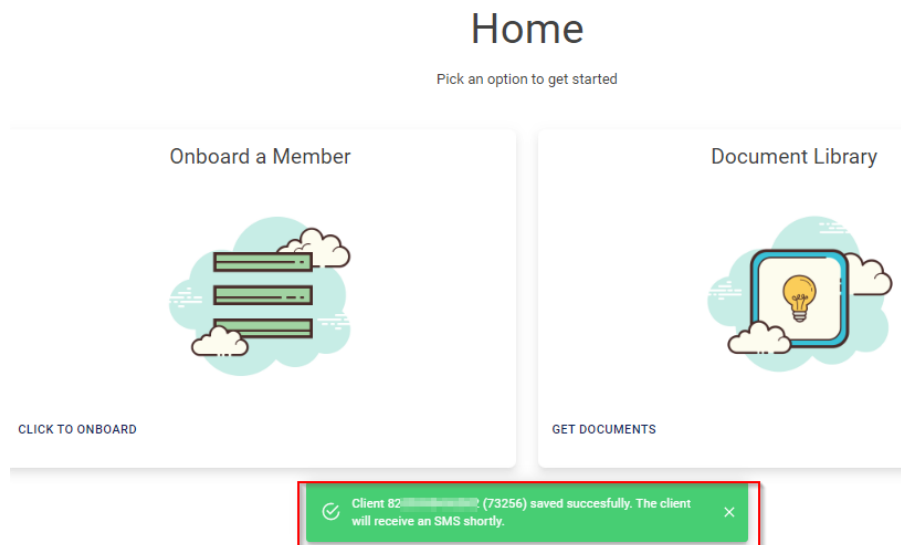 Home
Pick an option to get started
Onboard a Member
Document Library
CLICK TO ONBOARD
GET DOCUMENTS
Client 82 (73256) saved succesfully. The client
will receive an SMS shortly.